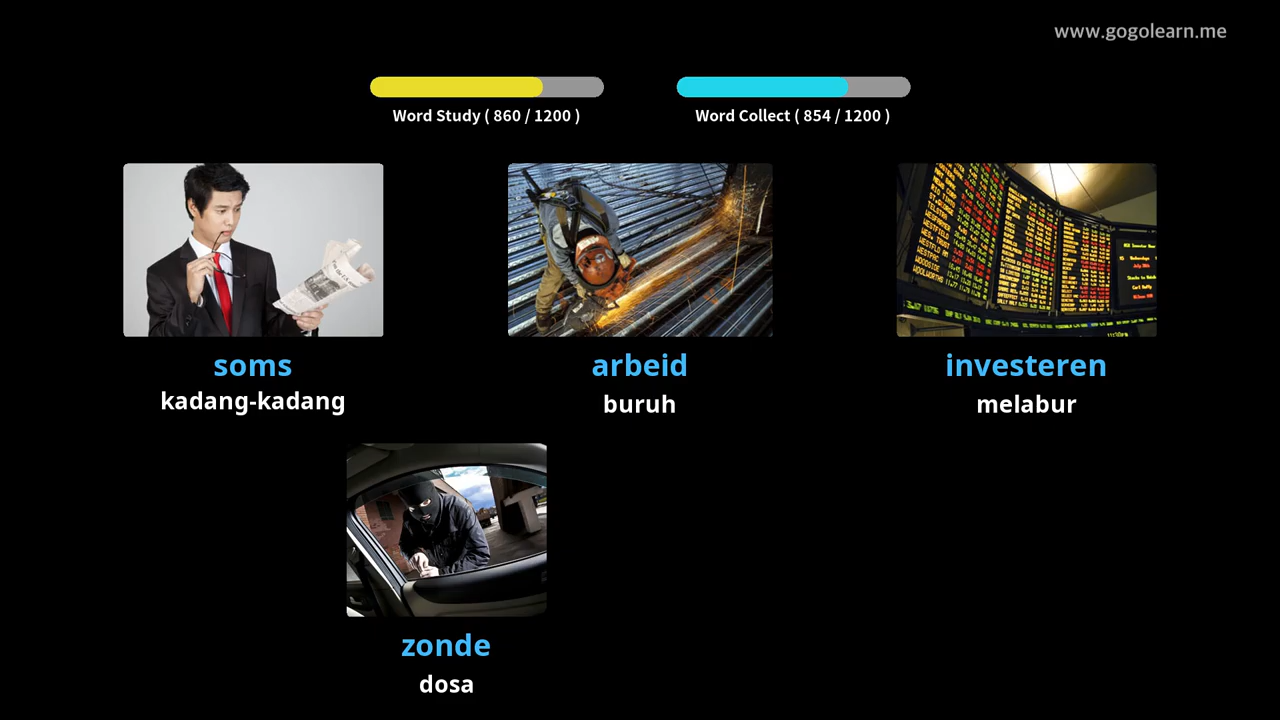 www.gogolearn.me
Word Study ( 860 / 1200 )
Word Collect ( 854 / 1200 )
soms
arbeid
investeren
kadang-kadang
buruh
melabur
zonde
dosa